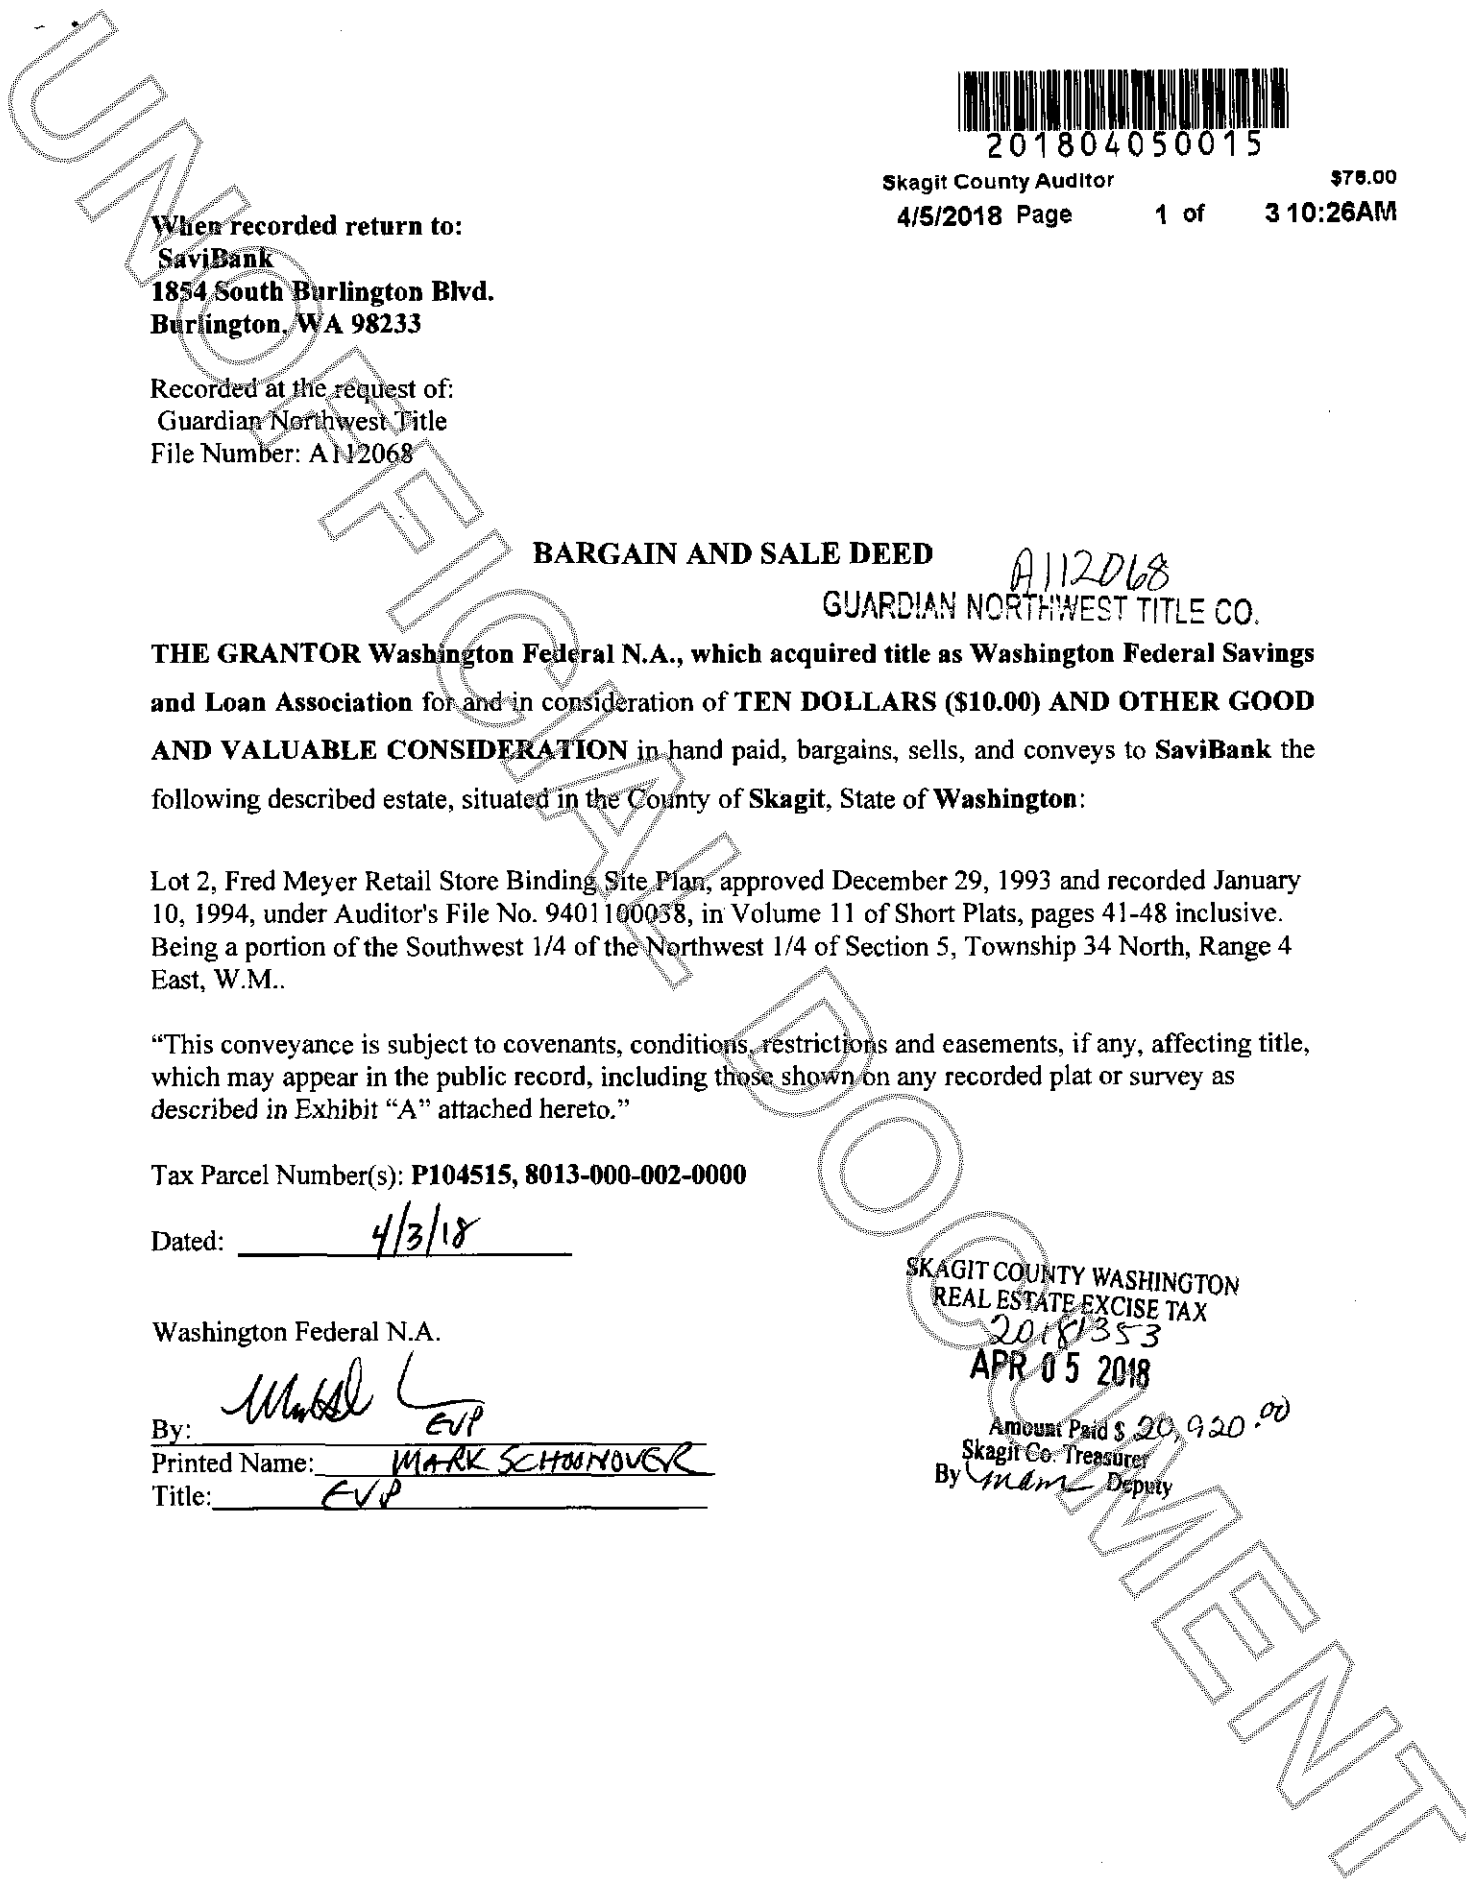 201804050015
Skagit County Auditor $76.00
4/5/2018 Page 1 of 3 10:26AM
When recorded return to:
SaviBank
1854 South Burlington Blvd.
Burlington, WA 98233
Recorded at the request of:
Guardian Northwest Title
File Number: A112068
BARGAIN AND SALE DEED
A112068
GUARDIAN NORTHWEST TITLE CO.
THE GRANTOR Washington Federal N.A., which acquired title as Washington Federal Savings
and Loan Association for and in consideration of TEN DOLLARS ($10.00) AND OTHER GOOD
AND VALUABLE CONSIDERATION in hand paid, bargains, sells, and conveys to SaviBank the
following described estate, situated in the County of Skagit, State of Washington:
Lot 2, Fred Meyer Retail Store Binding Site Plan, approved December 29, 1993 and recorded January
10, 1994, under Auditor's File No. 9401100038, in Volume 11 of Short Plats, pages 41-48 inclusive.
Being a portion of the Southwest 1/4 of the Northwest 1/4 of Section 5, Township 34 North, Range 4
East, W.M..
“This conveyance is subject to covenants, conditions, restrictions and easements, if any, affecting title,
which may appear in the public record, including those shown on any recorded plat or survey as
described in Exhibit “A” attached hereto.”
Tax Parcel Number(s): P104515, 8013-000-002-0000
Dated: 4/3/18
SKAGIT COUNTY WASHINGTON
REAL ESTATE EXCISE TAX
20181353
APR 05 2018
Amount Paid $ 20,920.00
Skagit Co. Treasurer
By mam Deputy
Washington Federal N.A.
By: EVP
Printed Name: MARK SCHOONOVER
Title: EVP
UNOFFICIAL DOCUMENT